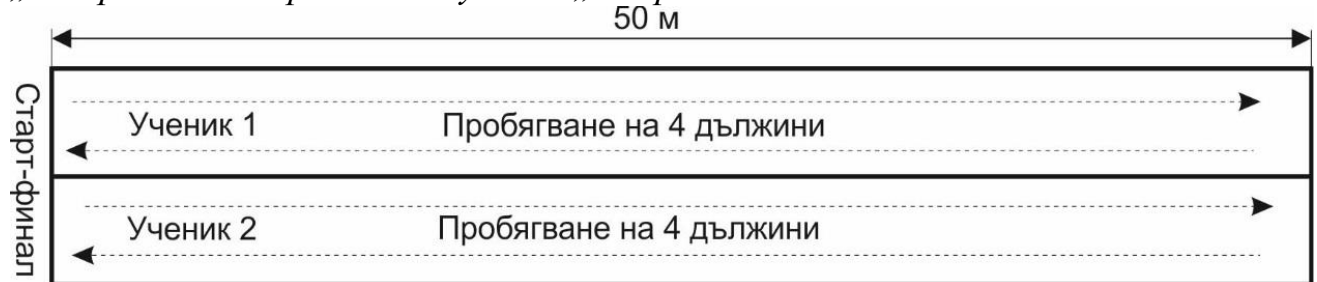 50 м
Старт-финал
Ученик 1 Пробягване на 4 дължини
Ученик 2 Пробягване на 4 дължини